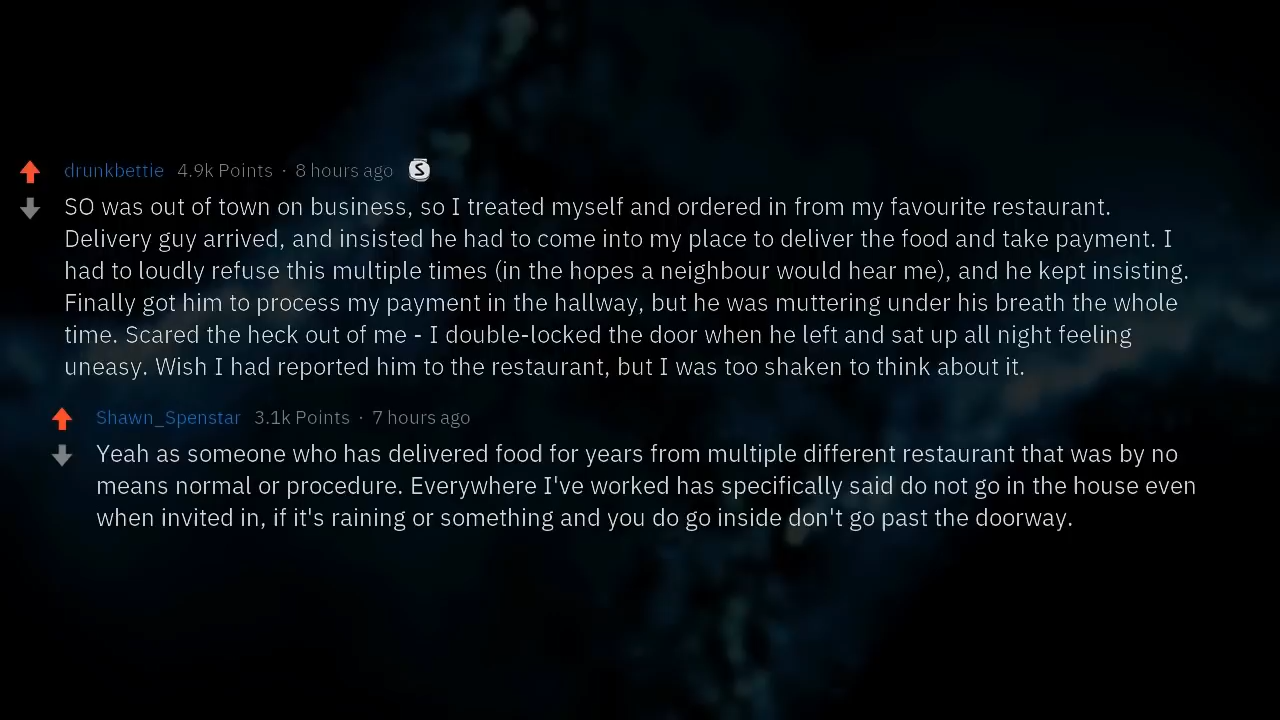 drunkbettie 4.9k Points · 8 hours ago S
SO was out of town on business, so I treated myself and ordered in from my favourite restaurant.
Delivery guy arrived, and insisted he had to come into my place to deliver the food and take payment. I
had to loudly refuse this multiple times (in the hopes a neighbour would hear me), and he kept insisting.
Finally got him to process my payment in the hallway, but he was muttering under his breath the whole
time. Scared the heck out of me - I double-locked the door when he left and sat up all night feeling
uneasy. Wish I had reported him to the restaurant, but I was too shaken to think about it.
Shawn_Spenstar 3.1k Points · 7 hours ago
Yeah as someone who has delivered food for years from multiple different restaurant that was by no
means normal or procedure. Everywhere I've worked has specifically said do not go in the house even
when invited in, if it's raining or something and you do go inside don't go past the doorway.